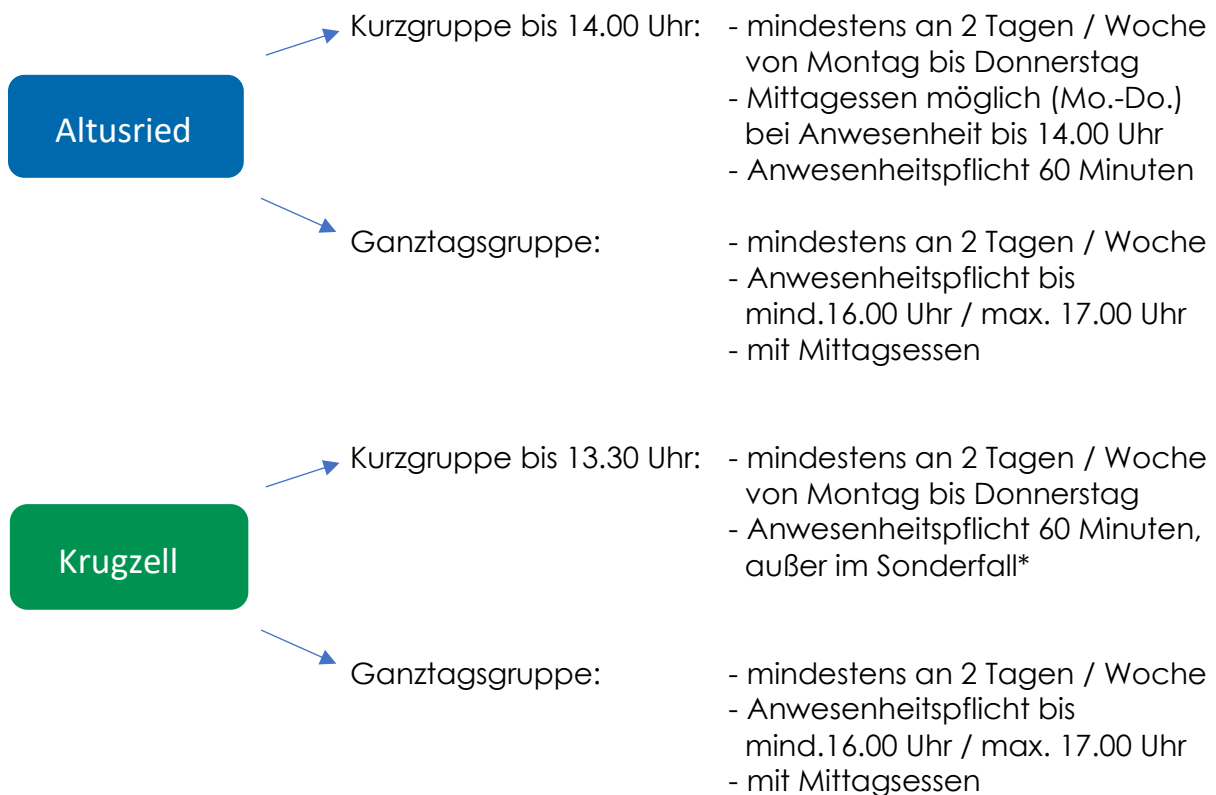 Kurzgruppe bis 14.00 Uhr: - mindestens an 2 Tagen / Woche
von Montag bis Donnerstag
- Mittagessen möglich (Mo.-Do.)
bei Anwesenheit bis 14.00 Uhr
- Anwesenheitspflicht 60 Minuten
Altusried
Ganztagsgruppe: - mindestens an 2 Tagen / Woche
- Anwesenheitspflicht bis
mind.16.00 Uhr / max. 17.00 Uhr
- mit Mittagsessen
Kurzgruppe bis 13.30 Uhr: - mindestens an 2 Tagen / Woche
von Montag bis Donnerstag
- Anwesenheitspflicht 60 Minuten,
außer im Sonderfall*
Krugzell
Ganztagsgruppe: - mindestens an 2 Tagen / Woche
- Anwesenheitspflicht bis
mind.16.00 Uhr / max. 17.00 Uhr
- mit Mittagsessen